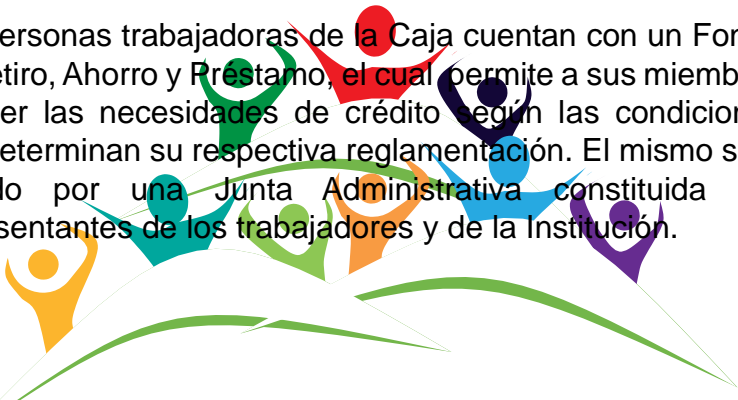 ersonas trabajadoras de la Caja cuentan con un Fon
etiro, Ahorro y Préstamo, el cual permite a sus miemb
er las necesidades de crédito según las condicion
eterminan su respectiva reglamentación. El mismo s
do por una Junta Administrativa constituida
sentantes de los trabajadores y de la Institución.